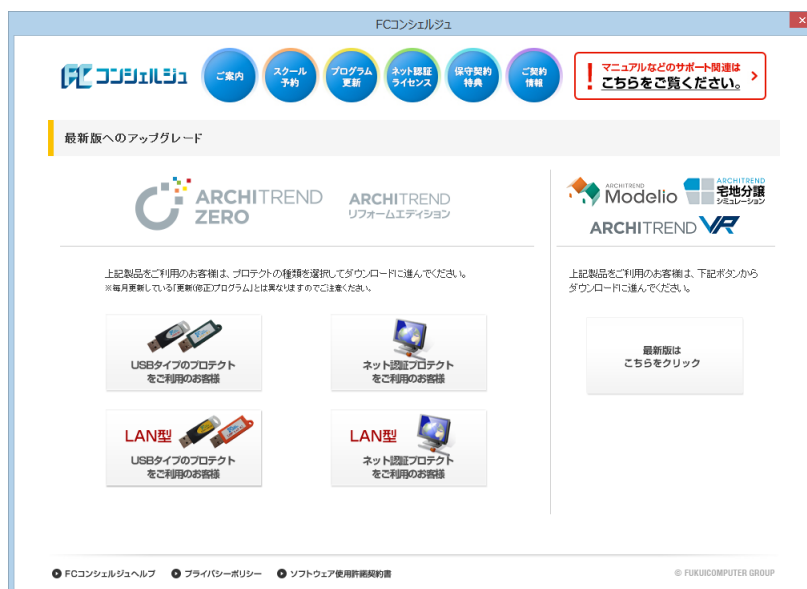 FCコンシェルジュ
FC コンシェルジュ
ご案内
スクール
予約
プログラム
更新
ネット認証
ライセンス
保守契約
特典
ご契約
情報
! マニュアルなどのサポート関連は
こちらをご覧ください。
最新版へのアップグレード
ARCHITREND
ZERO
ARCHITREND
リフォームエディション
上記製品をご利用のお客様は、プロテクトの種類を選択してダウンロードに進んでください。
※毎月更新している「更新(修正)プログラム」とは異なりますのでご注意ください。
USBタイプのプロテクト
をご利用のお客様
ネット認証プロテクト
をご利用のお客様
LAN型
USBタイプのプロテクト
をご利用のお客様
LAN型
ネット認証プロテクト
をご利用のお客様
ARCHITREND
Modelio
ARCHITREND
宅地分譲
シミュレーション
ARCHITREND VR
上記製品をご利用のお客様は、下記ボタンから
ダウンロードに進んでください。
最新版は
こちらをクリック
FCコンシェルジュヘルプ
プライバシーポリシー
ソフトウェア使用許諾契約書
© FUKUICOMPUTER GROUP